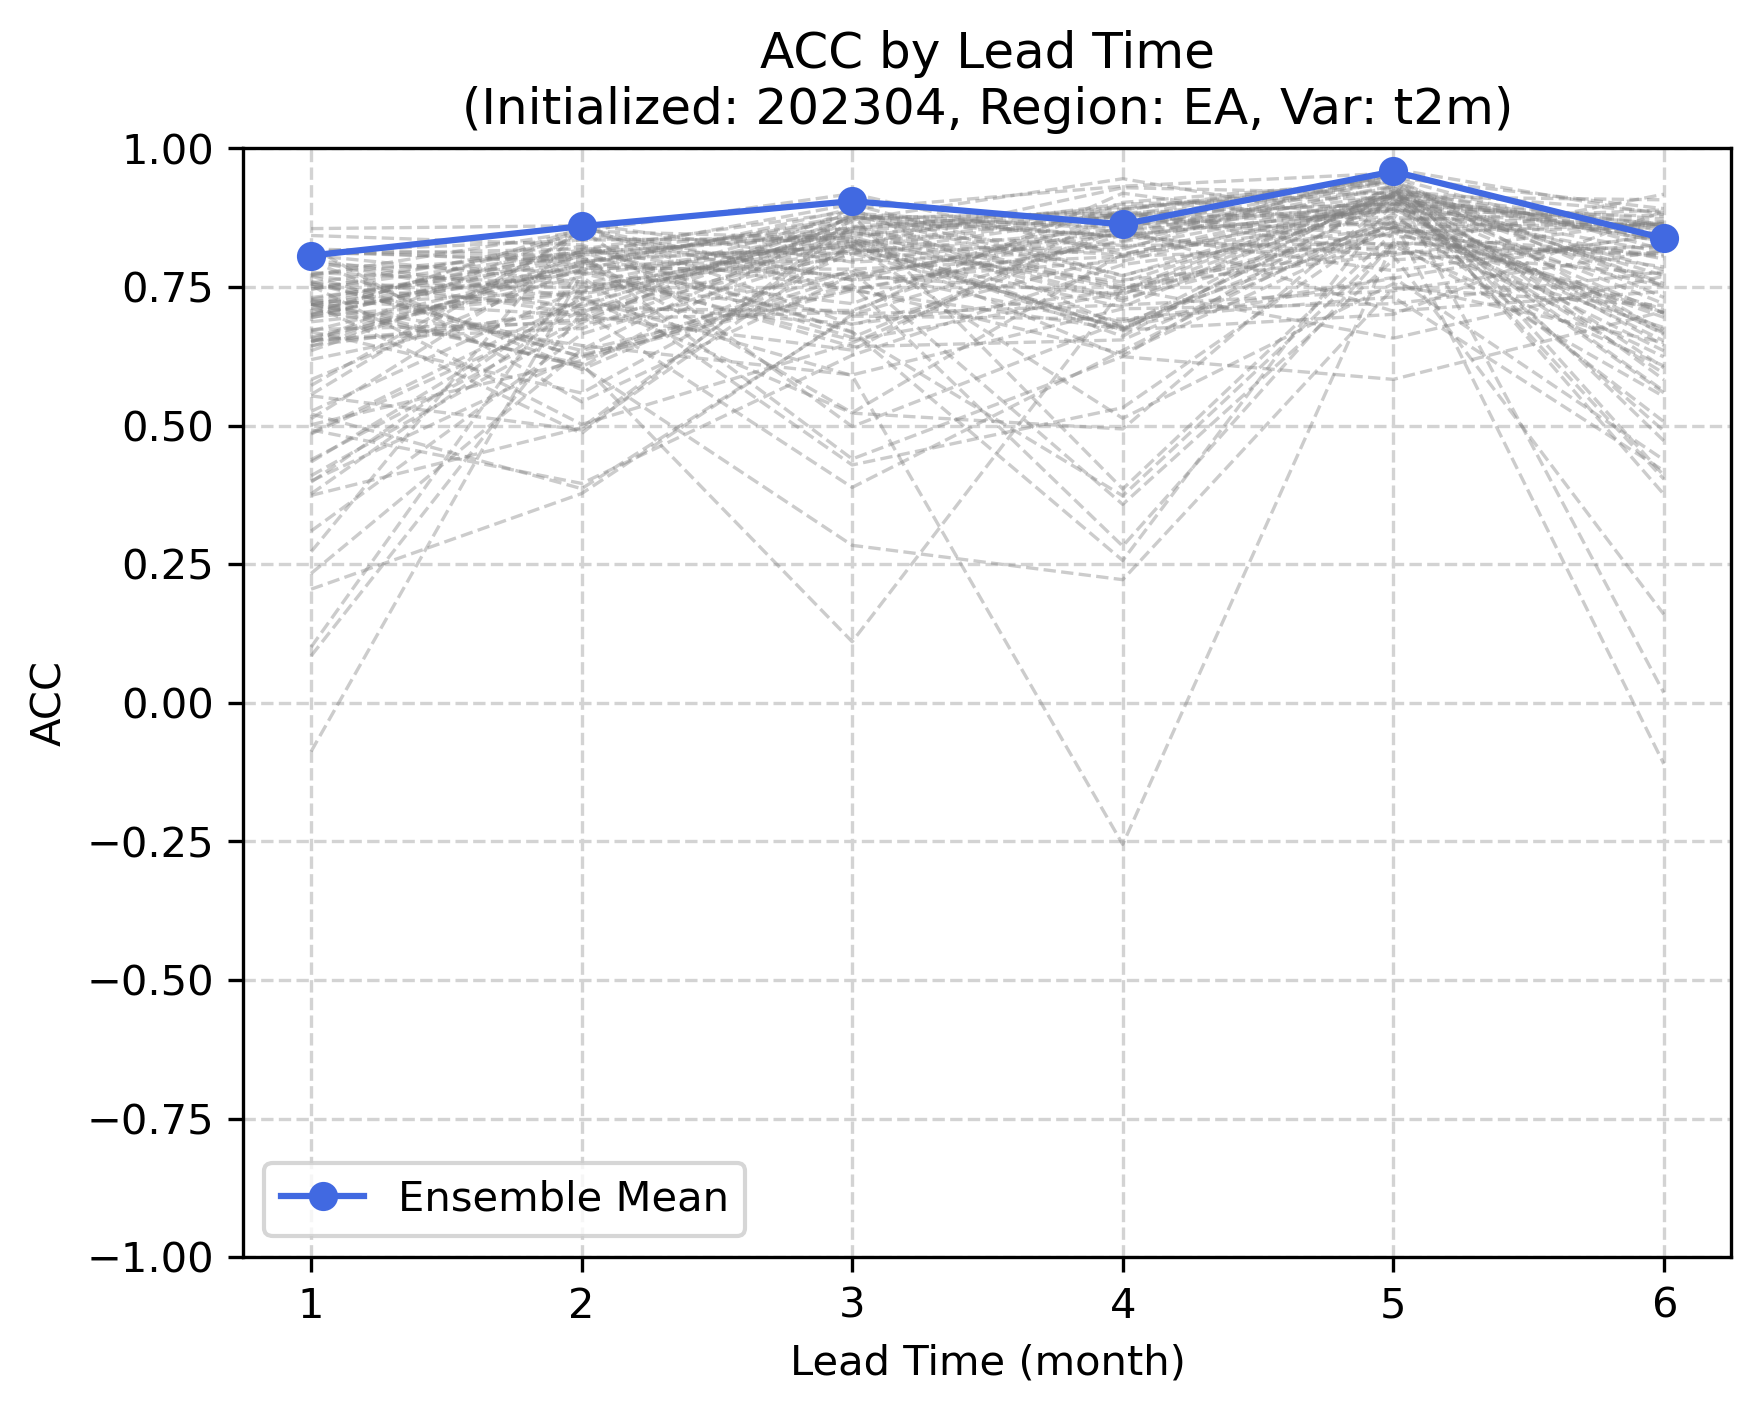 ACC by Lead Time
(Initialized: 202304, Region: EA, Var: t2m)
1.00
0.75
0.50
0.25
0.00
−0.25
−0.50
−0.75
−1.00
ACC
Ensemble Mean
1 2 3 4 5 6
Lead Time (month)